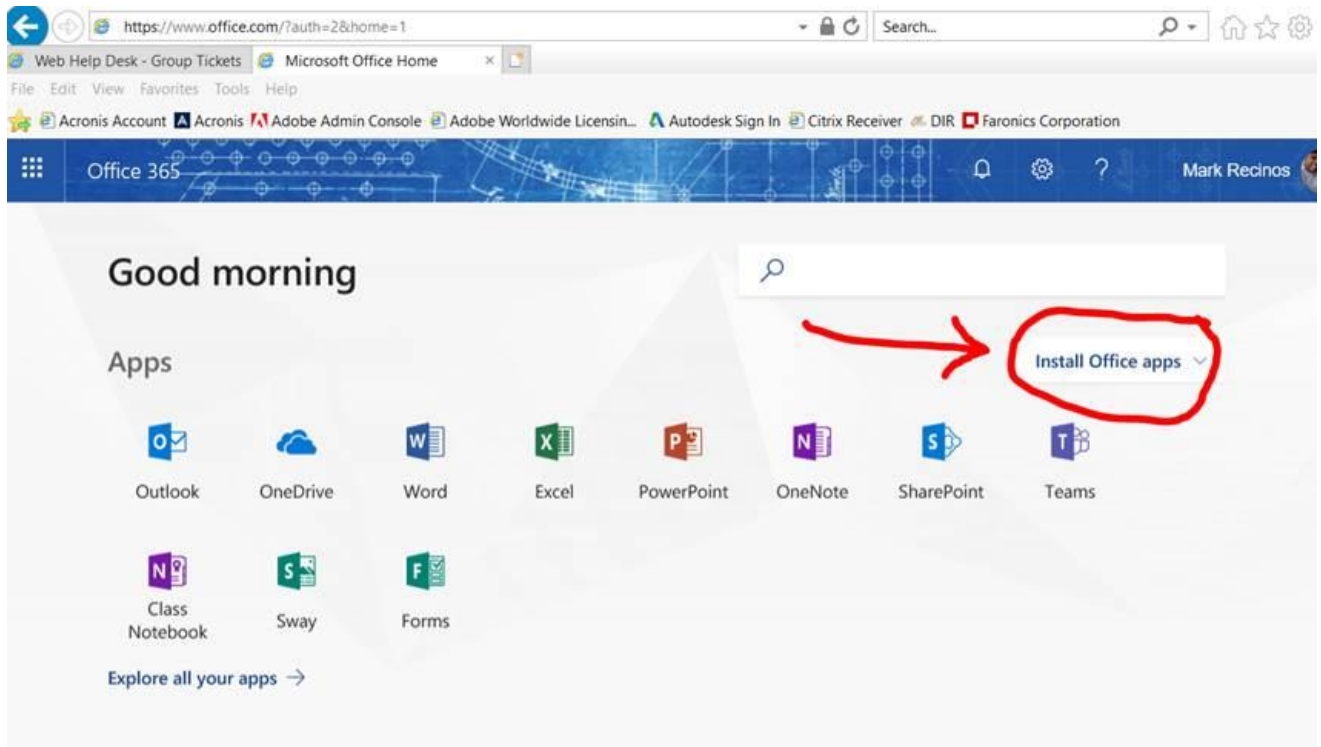 https://www.office.com/?auth=2&home=1
Search...
Web Help Desk - Group Tickets
Microsoft Office Home
File Edit View Favorites Tools Help
Acronis Account Acronis Adobe Admin Console Adobe Worldwide Licensin... Autodesk Sign In Citrix Receiver DIR Faronics Corporation
Office 365
? Mark Recinos
Good morning
Apps
Install Office apps
Outlook OneDrive Word Excel PowerPoint OneNote SharePoint Teams
Class
Notebook
Sway Forms
Explore all your apps →